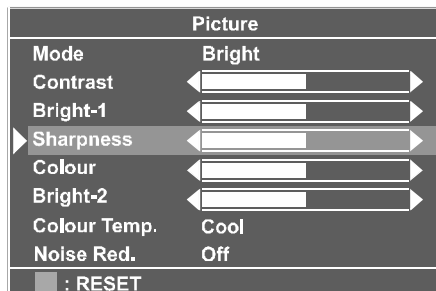 Picture
Mode Bright
Contrast
Bright-1
Sharpness
Colour
Bright-2
Colour Temp. Cool
Noise Red. Off
: RESET